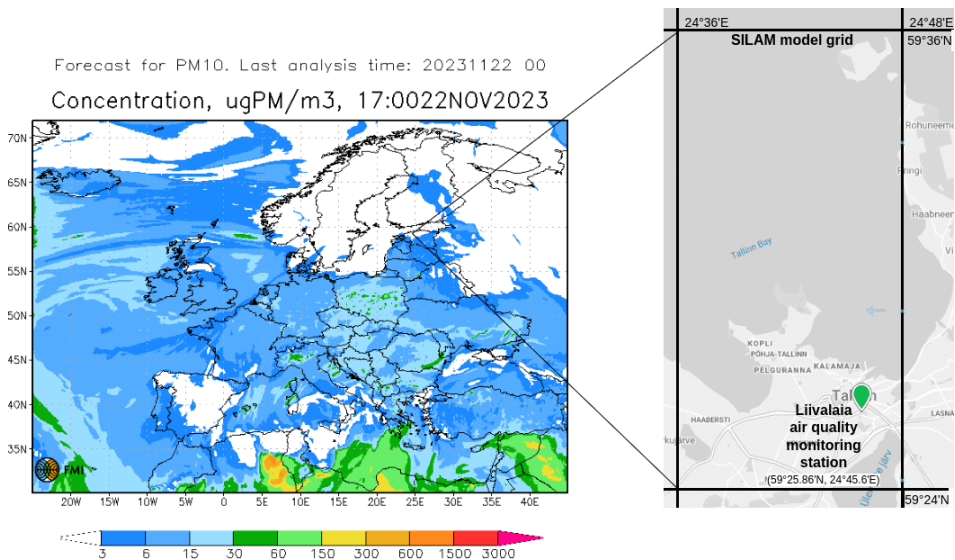 Forecast for PM10. Last analysis time: 20231122 00
Concentration, ugPM/m3, 17:0022NOV2023
70N
65N
60N
55N
50N
45N
40N
35N
20W 15W 10W 5W 0 5E 10E 15E 20E 25E 30E 35E 40E
FMI
3 6 15 30 60 150 300 600 1500 3000
24°36'E
24°48'E
SILAM model grid
59°36'N
Rohuneeme
Pringi
Haabneen
Tallinn Bay
KOPLI
PÕHJA-TALLINN
PELGURANNA
KALAMAJA
HAABERSTI
LASNA
Liivalaia
air quality
monitoring
station
(59°25.86'N, 24°45.6'E)
59°24'N